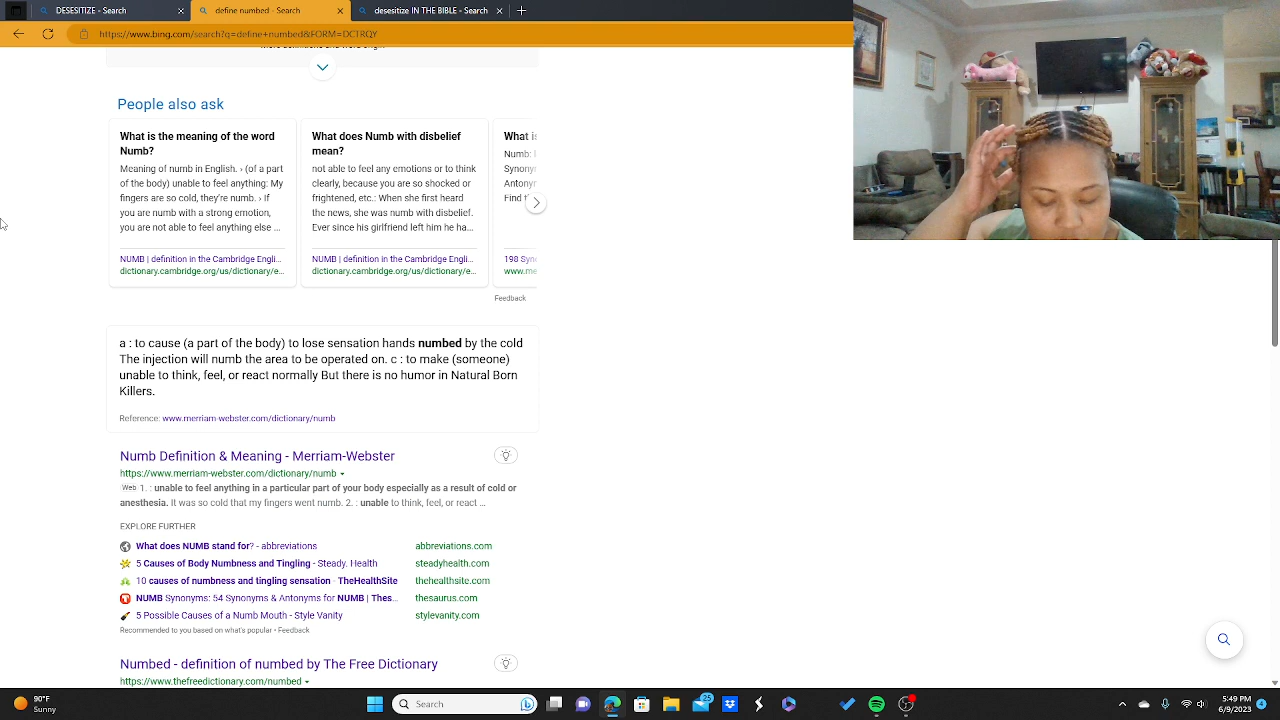 DESESITIZE - Search
define numbed - Search
desesitize IN THE BIBLE - Search
https://www.bing.com/search?q=define+numbed&FORM=DCTRQY
People also ask
What is the meaning of the word
Numb?
Meaning of numb in English. › (of a part
of the body) unable to feel anything: My
fingers are so cold, they're numb. › If
you are numb with a strong emotion,
you are not able to feel anything else ...
NUMB | definition in the Cambridge Engli...
dictionary.cambridge.org/us/dictionary/e...
What does Numb with disbelief
mean?
not able to feel any emotions or to think
clearly, because you are so shocked or
frightened, etc.: When she first heard
the news, she was numb with disbelief.
Ever since his girlfriend left him he ha...
NUMB | definition in the Cambridge Engli...
dictionary.cambridge.org/us/dictionary/e...
What is
Numb:
Synony
Antony
Find t
198 Syn
www.me
Feedback
a : to cause (a part of the body) to lose sensation hands numbed by the cold
The injection will numb the area to be operated on. c : to make (someone)
unable to think, feel, or react normally But there is no humor in Natural Born
Killers.
Reference: www.merriam-webster.com/dictionary/numb
Numb Definition & Meaning - Merriam-Webster
https://www.merriam-webster.com/dictionary/numb
Web 1. : unable to feel anything in a particular part of your body especially as a result of cold or
anesthesia. It was so cold that my fingers went numb. 2. : unable to think, feel, or react ...
EXPLORE FURTHER
What does NUMB stand for? - abbreviations abbreviations.com
5 Causes of Body Numbness and Tingling - Steady. Health steadyhealth.com
10 causes of numbness and tingling sensation · TheHealthSite thehealthsite.com
NUMB Synonyms: 54 Synonyms & Antonyms for NUMB | Thes... thesaurus.com
5 Possible Causes of a Numb Mouth - Style Vanity stylevanity.com
Recommended to you based on what's popular • Feedback
Numbed - definition of numbed by The Free Dictionary
https://www.thefreedictionary.com/numbed
90°F
Sunny
Search
25
5:49 PM
6/9/2023
4